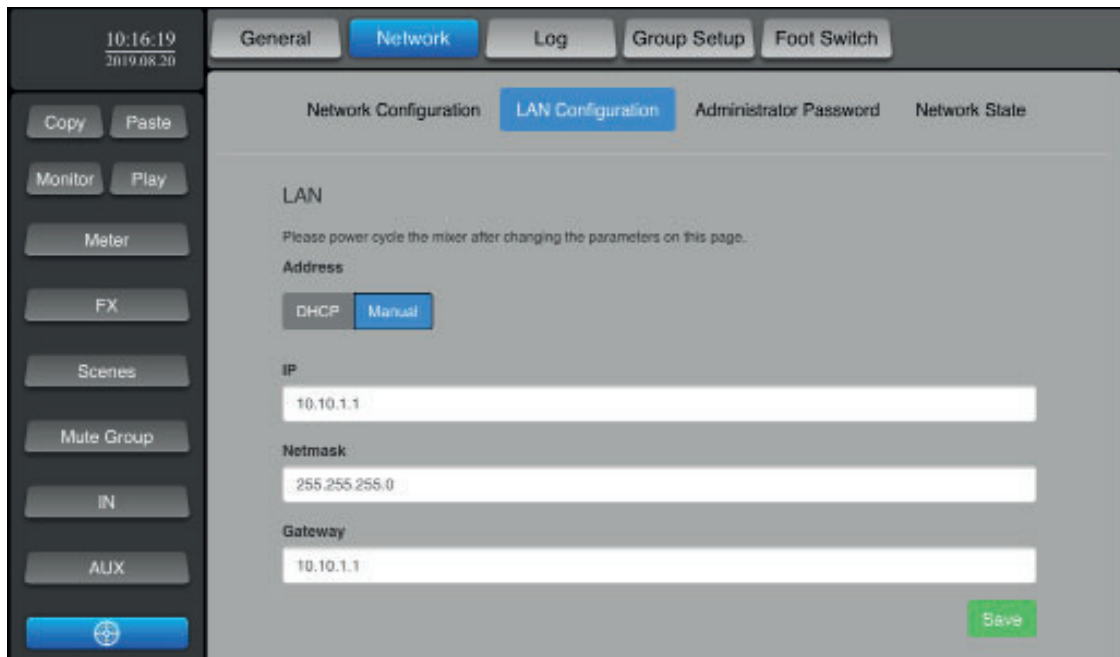 10:16:19
2019.08.20
General Network Log Group Setup Foot Switch
Network Configuration LAN Configuration Administrator Password Network State
Copy Paste
Monitor Play
Meter
FX
Scenes
Mute Group
IN
AUX
LAN
Please power cycle the mixer after changing the parameters on this page.
Address
DHCP Manual
IP
10.10.1.1
Netmask
255.255.255.0
Gateway
10.10.1.1
Save